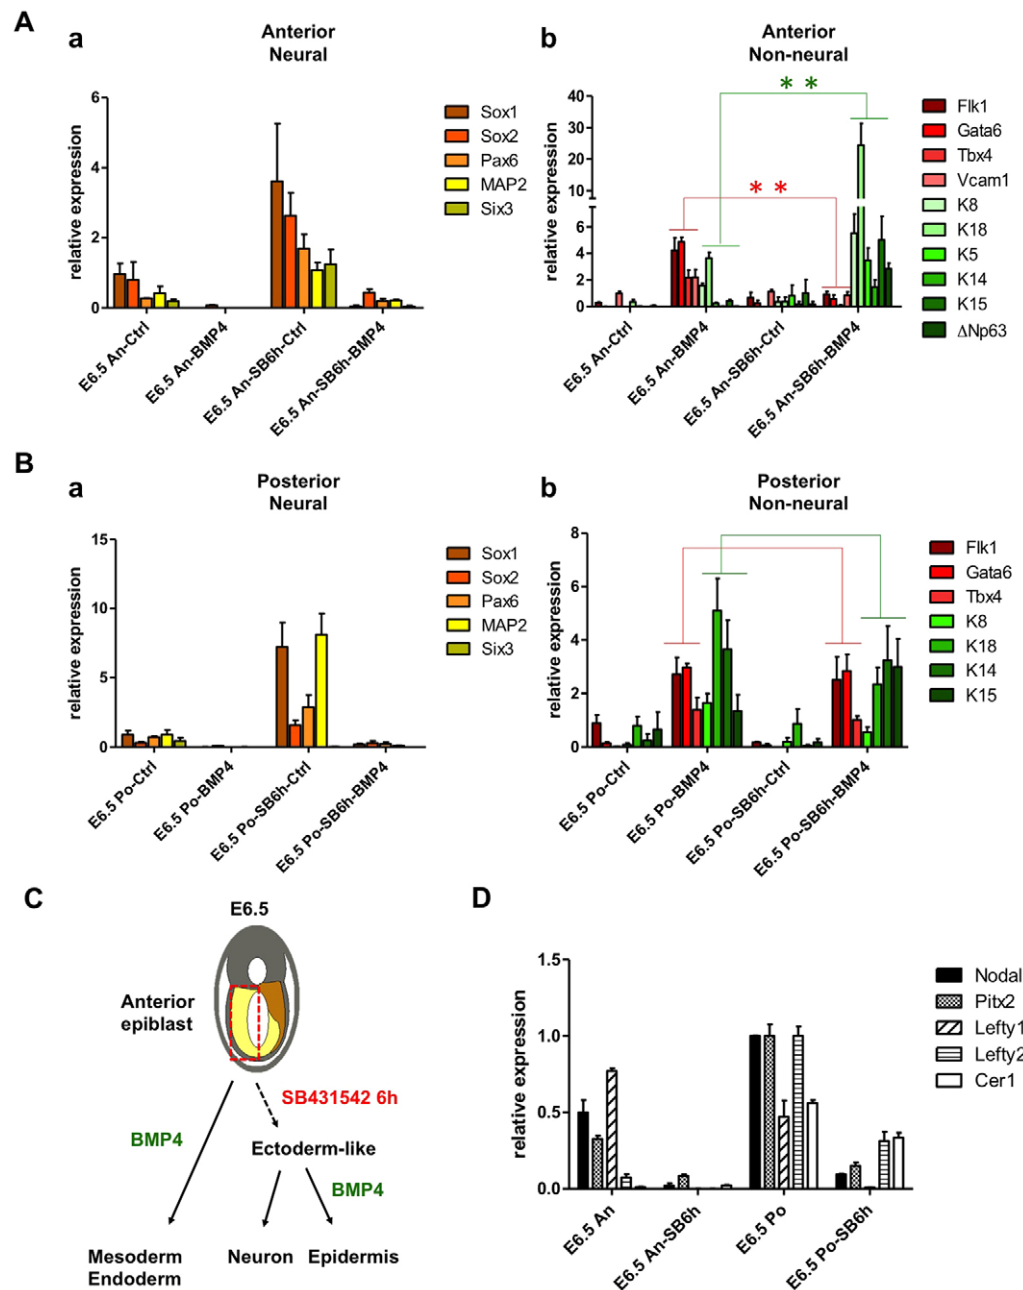 A
a
Anterior
Neural
relative expression
6
4
2
0
Sox1
Sox2
Pax6
MAP2
Six3
E6.5 An-Ctrl
E6.5 An-BMP4
E6.5 An-SB6h-Ctrl
E6.5 An-SB6h-BMP4
b
Anterior
Non-neural
relative expression
40
30
20
10
6
4
2
0
* *
* *
Flk1
Gata6
Tbx4
Vcam1
K8
K18
K5
K14
K15
ΔNp63
E6.5 An-Ctrl
E6.5 An-BMP4
E6.5 An-SB6h-Ctrl
E6.5 An-SB6h-BMP4
B
a
Posterior
Neural
relative expression
15
10
5
0
Sox1
Sox2
Pax6
MAP2
Six3
E6.5 Po-Ctrl
E6.5 Po-BMP4
E6.5 Po-SB6h-Ctrl
E6.5 Po-SB6h-BMP4
b
Posterior
Non-neural
relative expression
8
6
4
2
0
Flk1
Gata6
Tbx4
K8
K18
K14
K15
E6.5 Po-Ctrl
E6.5 Po-BMP4
E6.5 Po-SB6h-Ctrl
E6.5 Po-SB6h-BMP4
C
E6.5
Anterior
epiblast
SB431542 6h
BMP4
Ectoderm-like
BMP4
Mesoderm
Endoderm
Neuron
Epidermis
D
relative expression
1.5
1.0
0.5
0.0
Nodal
Pitx2
Lefty1
Lefty2
Cer1
E6.5 An
E6.5 An-SB6h
E6.5 Po
E6.5 Po-SB6h